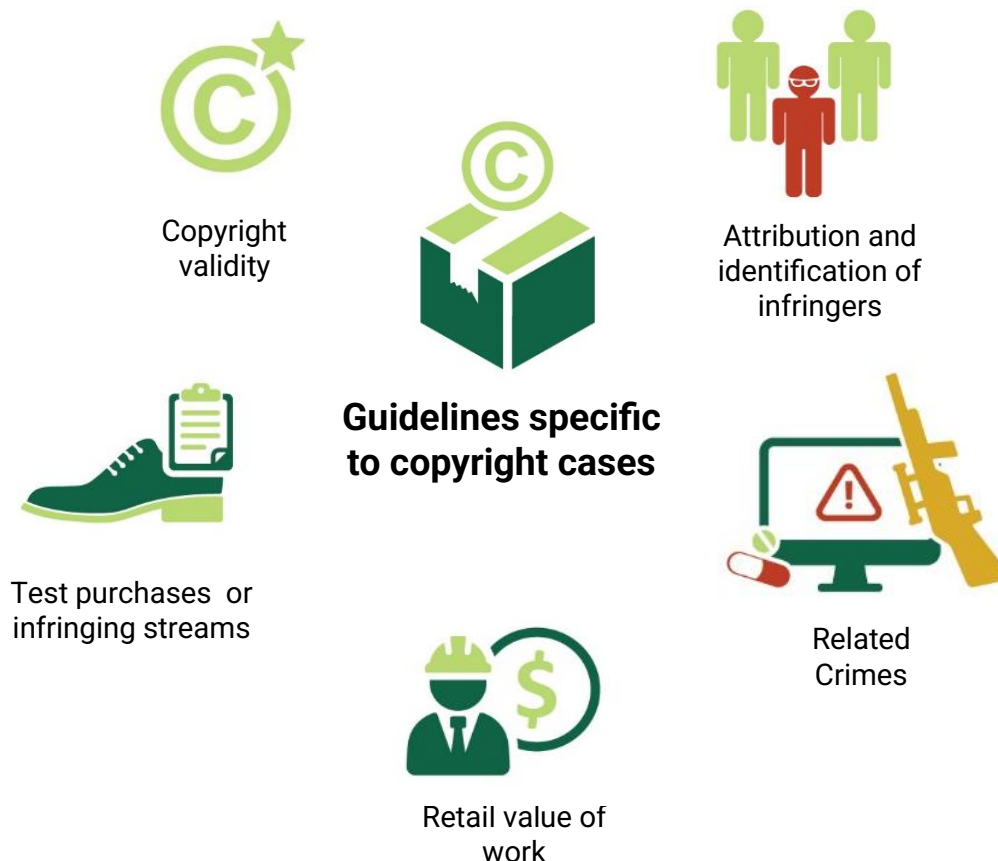 C
C
Copyright
validity
Attribution and
identification of
infringers
Guidelines specific
to copyright cases
Test purchases  or
infringing streams
!
Related
Crimes
$
Retail value of
work